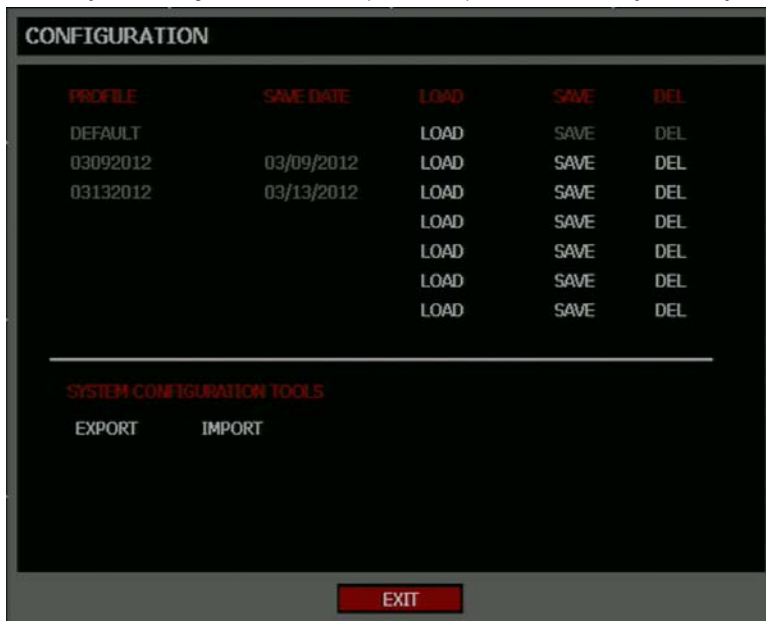 CONFIGURATION
PROFILE SAVE DATE LOAD SAVE DEL
DEFAULT LOAD SAVE DEL
03092012 03/09/2012 LOAD SAVE DEL
03132012 03/13/2012 LOAD SAVE DEL
LOAD SAVE DEL
LOAD SAVE DEL
LOAD SAVE DEL
LOAD SAVE DEL
SYSTEM CONFIGURATION TOOLS
EXPORT IMPORT
EXIT